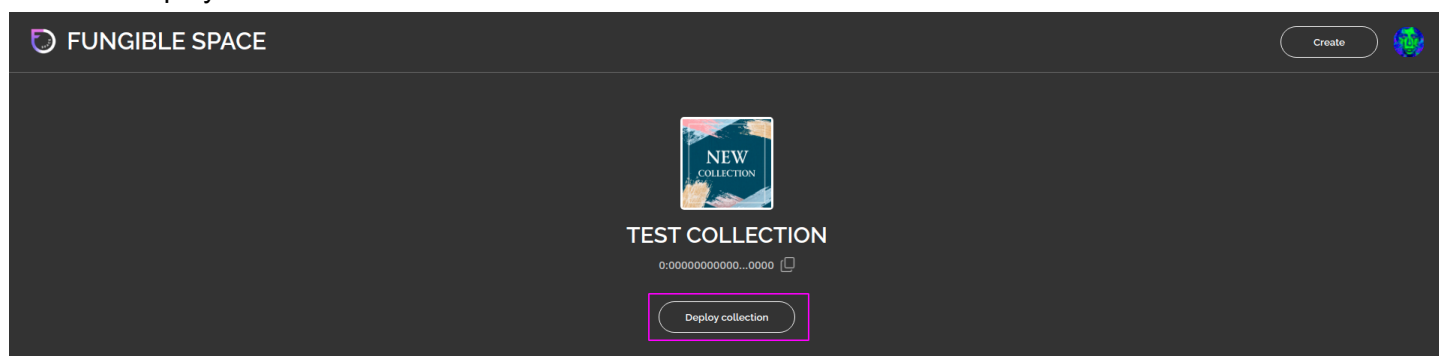 FUNGIBLE SPACE
Create
NEW
COLLECTION
TEST COLLECTION
0:00000000000...0000
Deploy collection